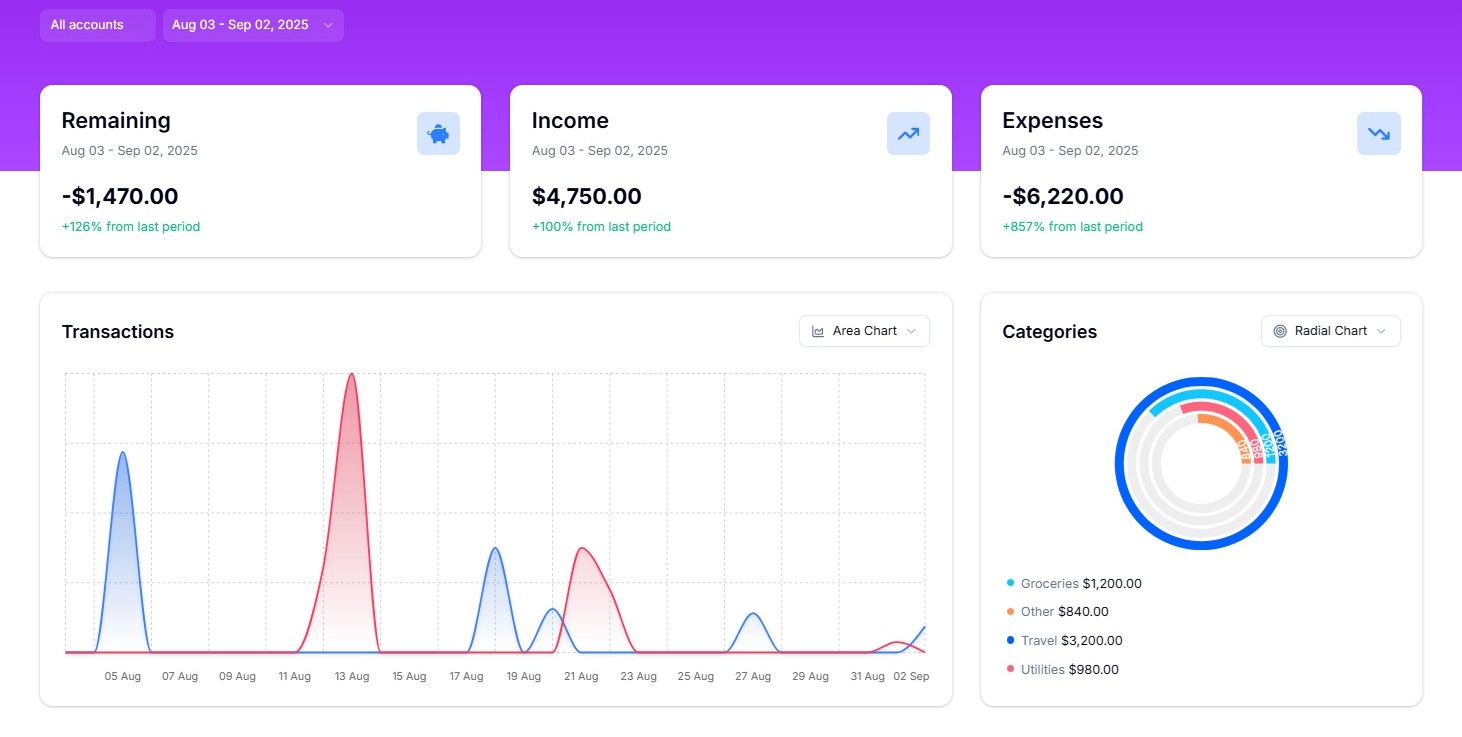 All accounts
Aug 03 - Sep 02, 2025
Remaining
Aug 03 - Sep 02, 2025
-$1,470.00
+126% from last period
Income
Aug 03 - Sep 02, 2025
$4,750.00
+100% from last period
Expenses
Aug 03 - Sep 02, 2025
-$6,220.00
+857% from last period
Transactions
Area Chart
05 Aug 07 Aug 09 Aug 11 Aug 13 Aug 15 Aug 17 Aug 19 Aug 21 Aug 23 Aug 25 Aug 27 Aug 29 Aug 31 Aug 02 Sep
Categories
Radial Chart
840 980 1200 3200
Groceries $1,200.00
Other $840.00
Travel $3,200.00
Utilities $980.00